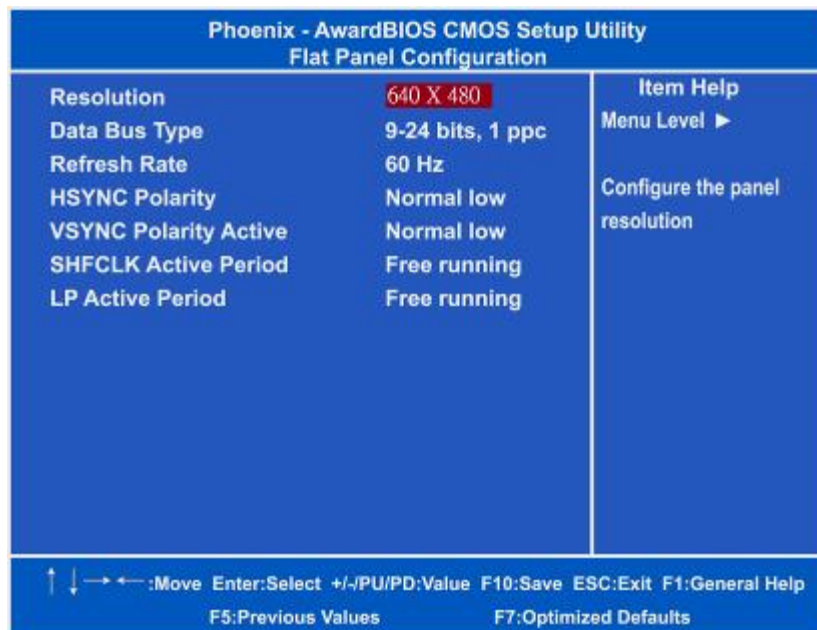 Phoenix - AwardBIOS CMOS Setup Utility
Flat Panel Configuration
Resolution 640 X 480
Data Bus Type 9-24 bits, 1 ppc
Refresh Rate 60 Hz
HSYNC Polarity Normal low
VSYNC Polarity Active Normal low
SHFCLK Active Period Free running
LP Active Period Free running
Item Help
Menu Level ►
Configure the panel
resolution
↑ ↓ → ← :Move Enter:Select +/-/PU/PD:Value F10:Save ESC:Exit F1:General Help
F5:Previous Values F7:Optimized Defaults